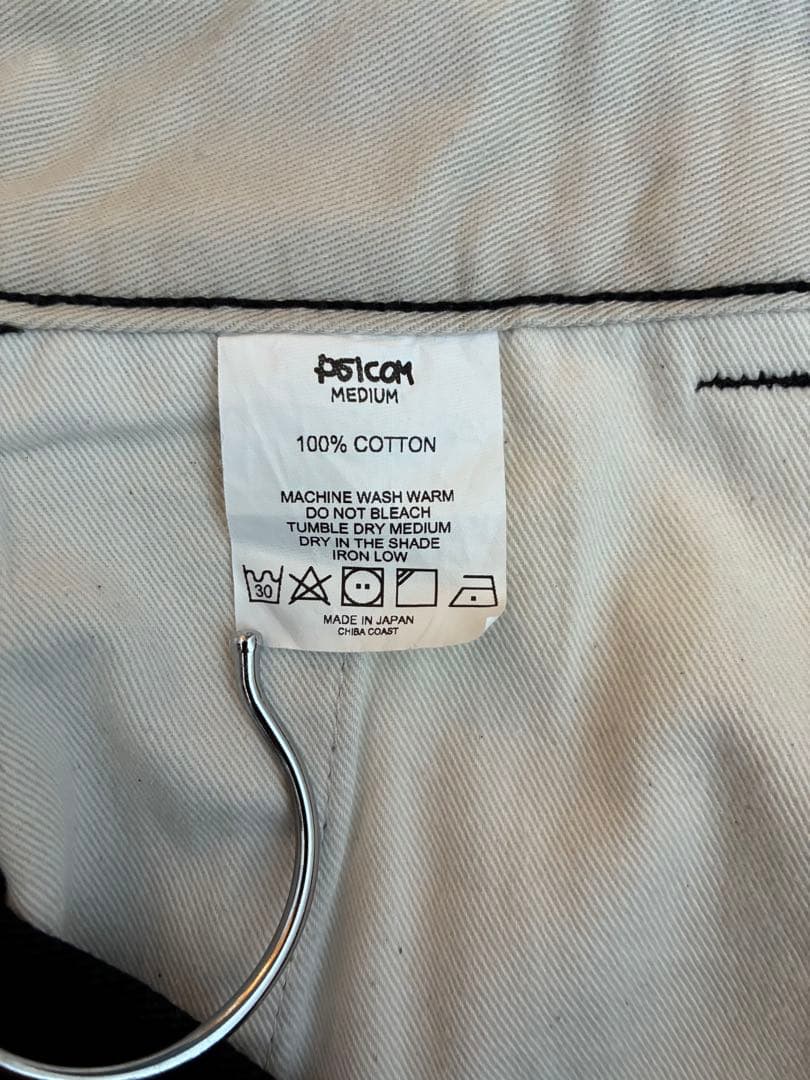 PSICOM
MEDIUM
100% COTTON
MACHINE WASH WARM
DO NOT BLEACH
TUMBLE DRY MEDIUM
DRY IN THE SHADE
IRON LOW
30
MADE IN JAPAN
CHIBA COAST